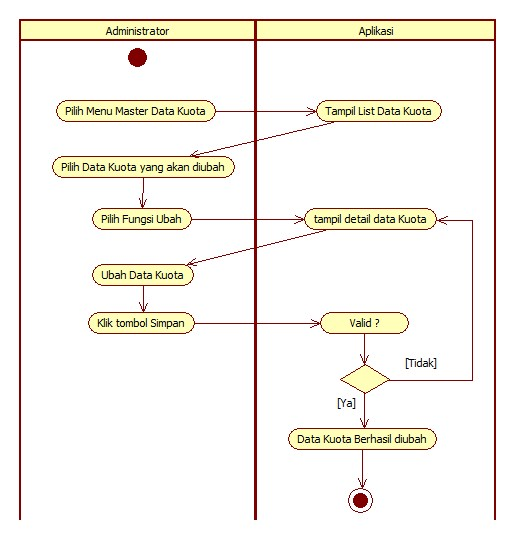 Administrator
Aplikasi
Pilih Menu Master Data Kuota
Tampil List Data Kuota
Pilih Data Kuota yang akan diubah
Pilih Fungsi Ubah
tampil detail data Kuota
Ubah Data Kuota
Klik tombol Simpan
Valid ?
[Tidak]
[Ya]
Data Kuota Berhasil diubah